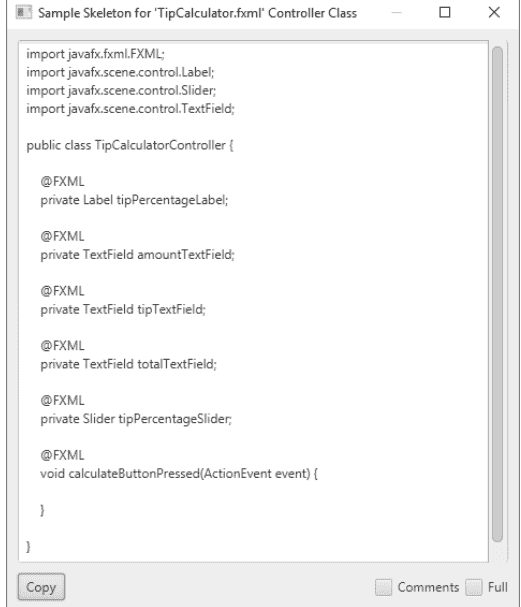 Sample Skeleton for 'TipCalculator.fxml' Controller Class
import javafx.fxml.FXML;
import javafx.scene.control.Label;
import javafx.scene.control.Slider;
import javafx.scene.control.TextField;
public class TipCalculatorController {
@FXML
private Label tipPercentageLabel;
@FXML
private TextField amountTextField;
@FXML
private TextField tipTextField;
@FXML
private TextField totalTextField;
@FXML
private Slider tipPercentageSlider;
@FXML
void calculateButtonPressed(ActionEvent event) {
}
}
Copy Comments Full